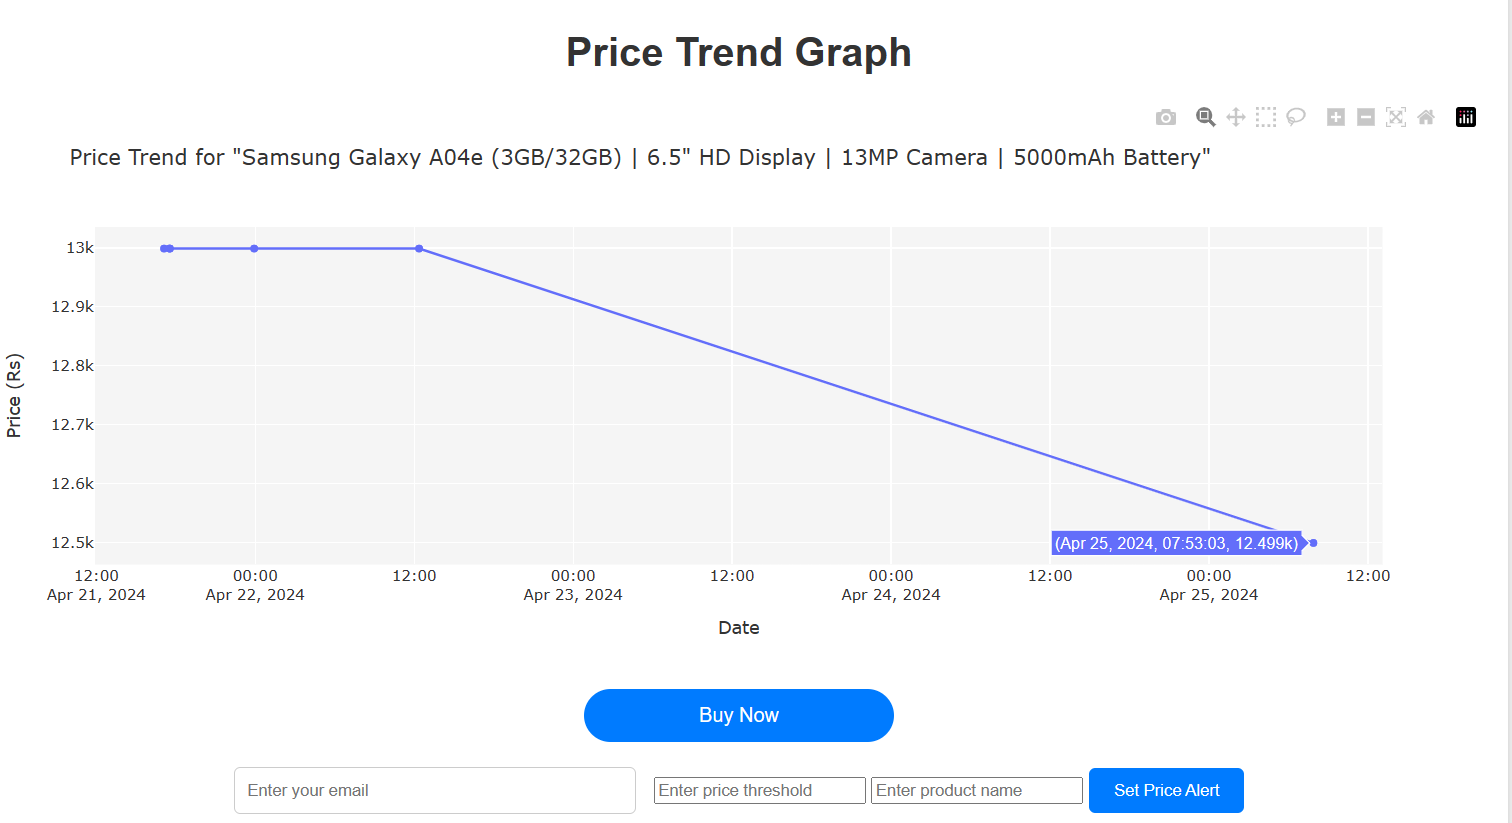 Price Trend Graph
Price Trend for "Samsung Galaxy A04e (3GB/32GB) | 6.5" HD Display | 13MP Camera | 5000mAh Battery"
13k
12.9k
12.8k
12.7k
12.6k
12.5k
Price (Rs)
(Apr 25, 2024, 07:53:03, 12.499k)
12:00 00:00 12:00 00:00 12:00 00:00 12:00 00:00 12:00
Apr 21, 2024 Apr 22, 2024 Apr 23, 2024 Apr 24, 2024 Apr 25, 2024
Date
Buy Now
Enter your email Enter price threshold Enter product name Set Price Alert